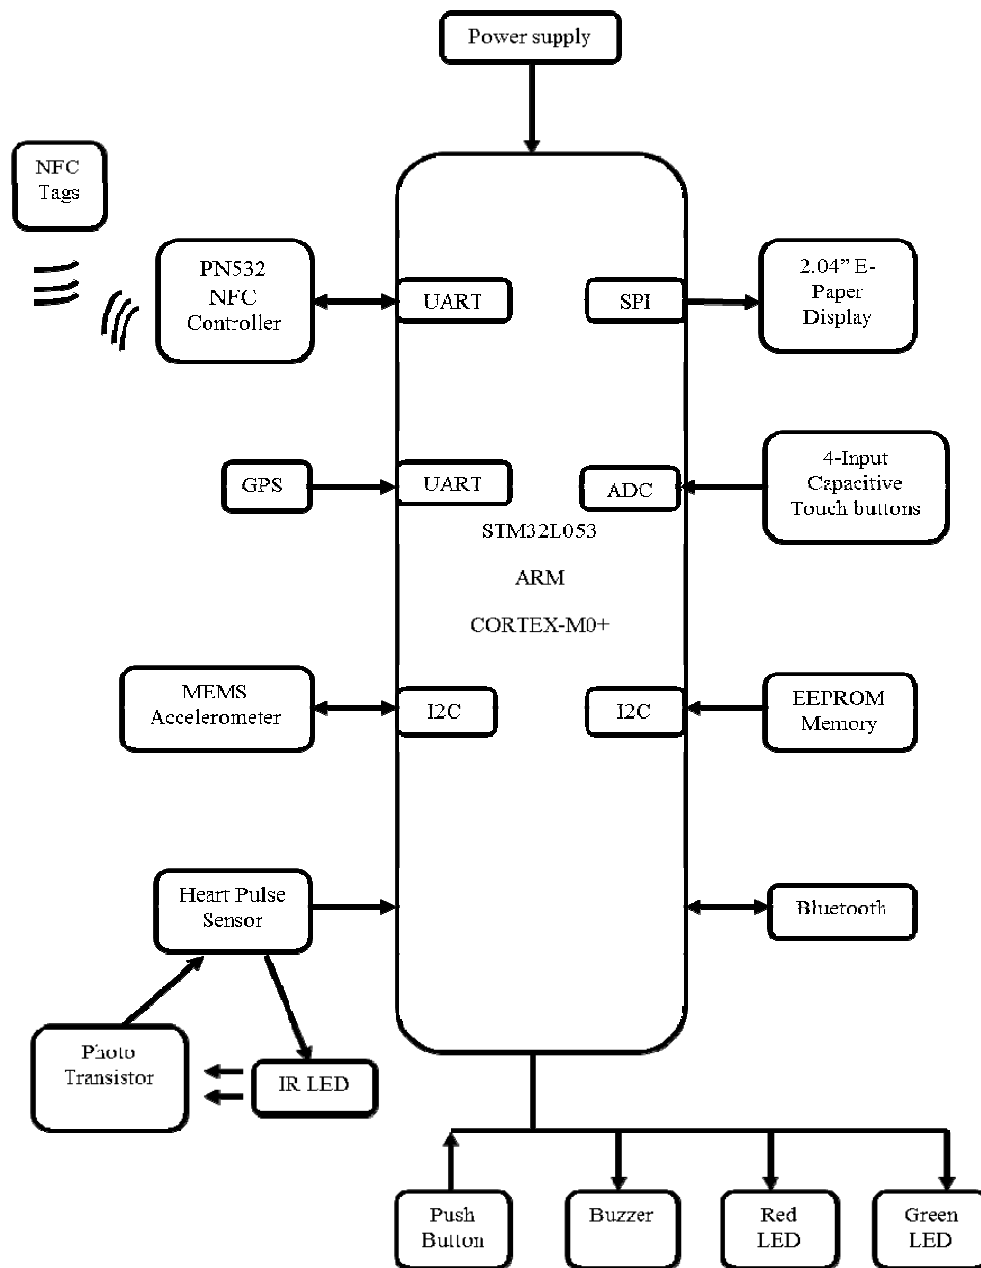 Power supply
NFC
Tags
PN532
NFC
Controller
UART
SPI
2.04” E-
Paper
Display
GPS
UART
ADC
4-Input
Capacitive
Touch buttons
STM32L053
ARM
CORTEX-M0+
MEMS
Accelerometer
I2C
I2C
EEPROM
Memory
Heart Pulse
Sensor
Bluetooth
Photo
Transistor
IR LED
Push
Button
Buzzer
Red
LED
Green
LED